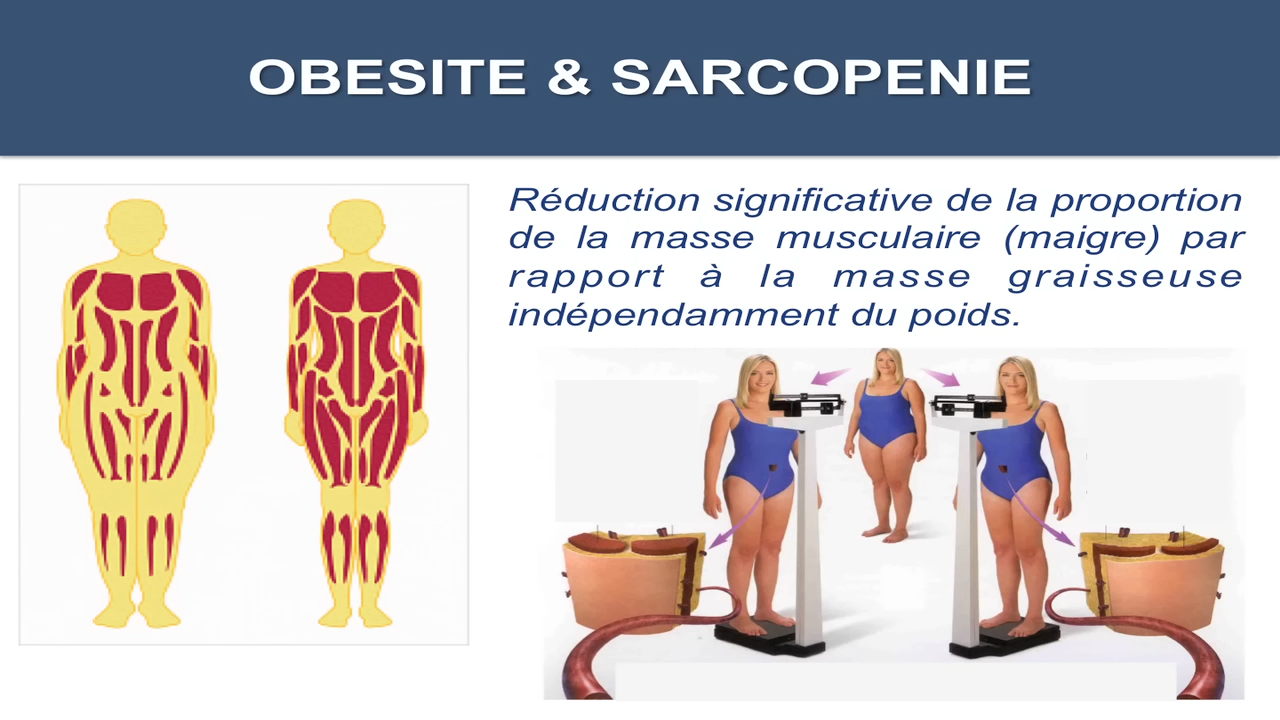 OBESITE & SARCOPENIE
Réduction significative de la proportion
de la masse musculaire (maigre) par
rapport à la masse graisseuse
indépendamment du poids.